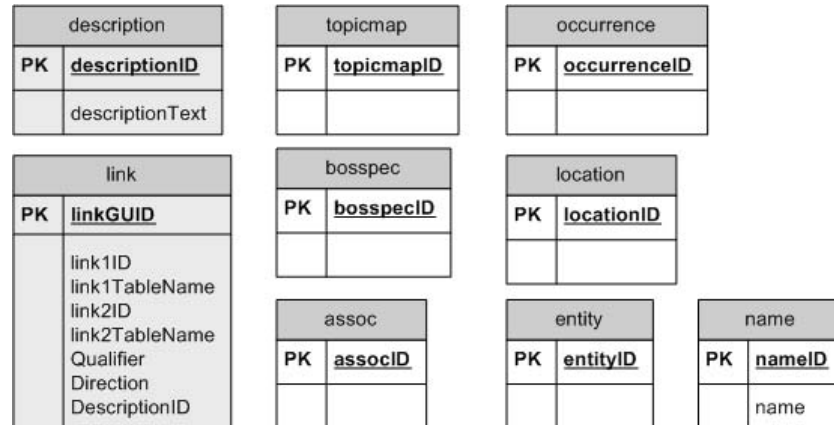 description
PK descriptionID
descriptionText
topicmap
PK topicmapID
occurrence
PK occurrenceID
link
PK linkGUID
link1ID
link1TableName
link2ID
link2TableName
Qualifier
Direction
DescriptionID
bosspec
PK bosspecID
location
PK locationID
assoc
PK assocID
entity
PK entityID
name
PK nameID
name